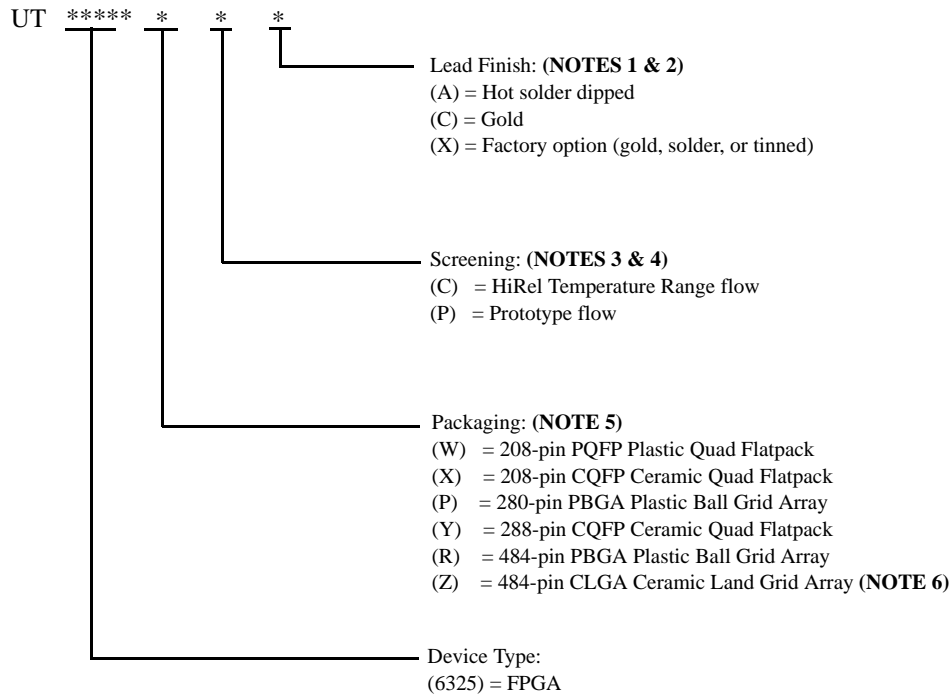 UT ***** * * *
Lead Finish: (NOTES 1 & 2)
(A) = Hot solder dipped
(C) = Gold
(X) = Factory option (gold, solder, or tinned)
Screening: (NOTES 3 & 4)
(C) = HiRel Temperature Range flow
(P) = Prototype flow
Packaging: (NOTE 5)
(W) = 208-pin PQFP Plastic Quad Flatpack
(X) = 208-pin CQFP Ceramic Quad Flatpack
(P) = 280-pin PBGA Plastic Ball Grid Array
(Y) = 288-pin CQFP Ceramic Quad Flatpack
(R) = 484-pin PBGA Plastic Ball Grid Array
(Z) = 484-pin CLGA Ceramic Land Grid Array (NOTE 6)
Device Type:
(6325) = FPGA